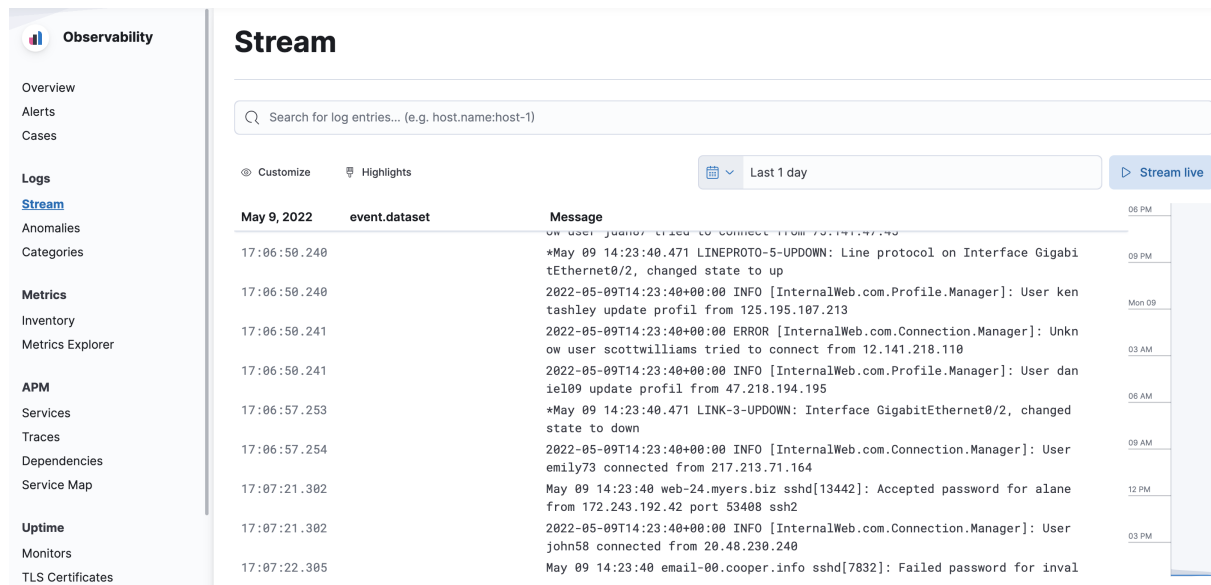 Observability
Overview
Alerts
Cases
Logs
Stream
Anomalies
Categories
Metrics
Inventory
Metrics Explorer
APM
Services
Traces
Dependencies
Service Map
Uptime
Monitors
TLS Certificates
Stream
Search for log entries... (e.g. host.name:host-1)
Customize Highlights Last 1 day Stream live
May 9, 2022 event.dataset Message
ow user juan67 tried to connect from 75.141.47.45
17:06:50.240 *May 09 14:23:40.471 LINEPROTO-5-UPDOWN: Line protocol on Interface Gigabi
tEthernet0/2, changed state to up
17:06:50.240 2022-05-09T14:23:40+00:00 INFO [InternalWeb.com.Profile.Manager]: User ken
tashley update profil from 125.195.107.213
17:06:50.241 2022-05-09T14:23:40+00:00 ERROR [InternalWeb.com.Connection.Manager]: Unkn
ow user scottwilliams tried to connect from 12.141.218.110
17:06:50.241 2022-05-09T14:23:40+00:00 INFO [InternalWeb.com.Profile.Manager]: User dan
iel09 update profil from 47.218.194.195
17:06:57.253 *May 09 14:23:40.471 LINK-3-UPDOWN: Interface GigabitEthernet0/2, changed
state to down
17:06:57.254 2022-05-09T14:23:40+00:00 INFO [InternalWeb.com.Connection.Manager]: User
emily73 connected from 217.213.71.164
17:07:21.302 May 09 14:23:40 web-24.myers.biz sshd[13442]: Accepted password for alane
from 172.243.192.42 port 53408 ssh2
17:07:21.302 2022-05-09T14:23:40+00:00 INFO [InternalWeb.com.Connection.Manager]: User
john58 connected from 20.48.230.240
17:07:22.305 May 09 14:23:40 email-00.cooper.info sshd[7832]: Failed password for inval
06 PM
09 PM
Mon 09
03 AM
06 AM
09 AM
12 PM
03 PM